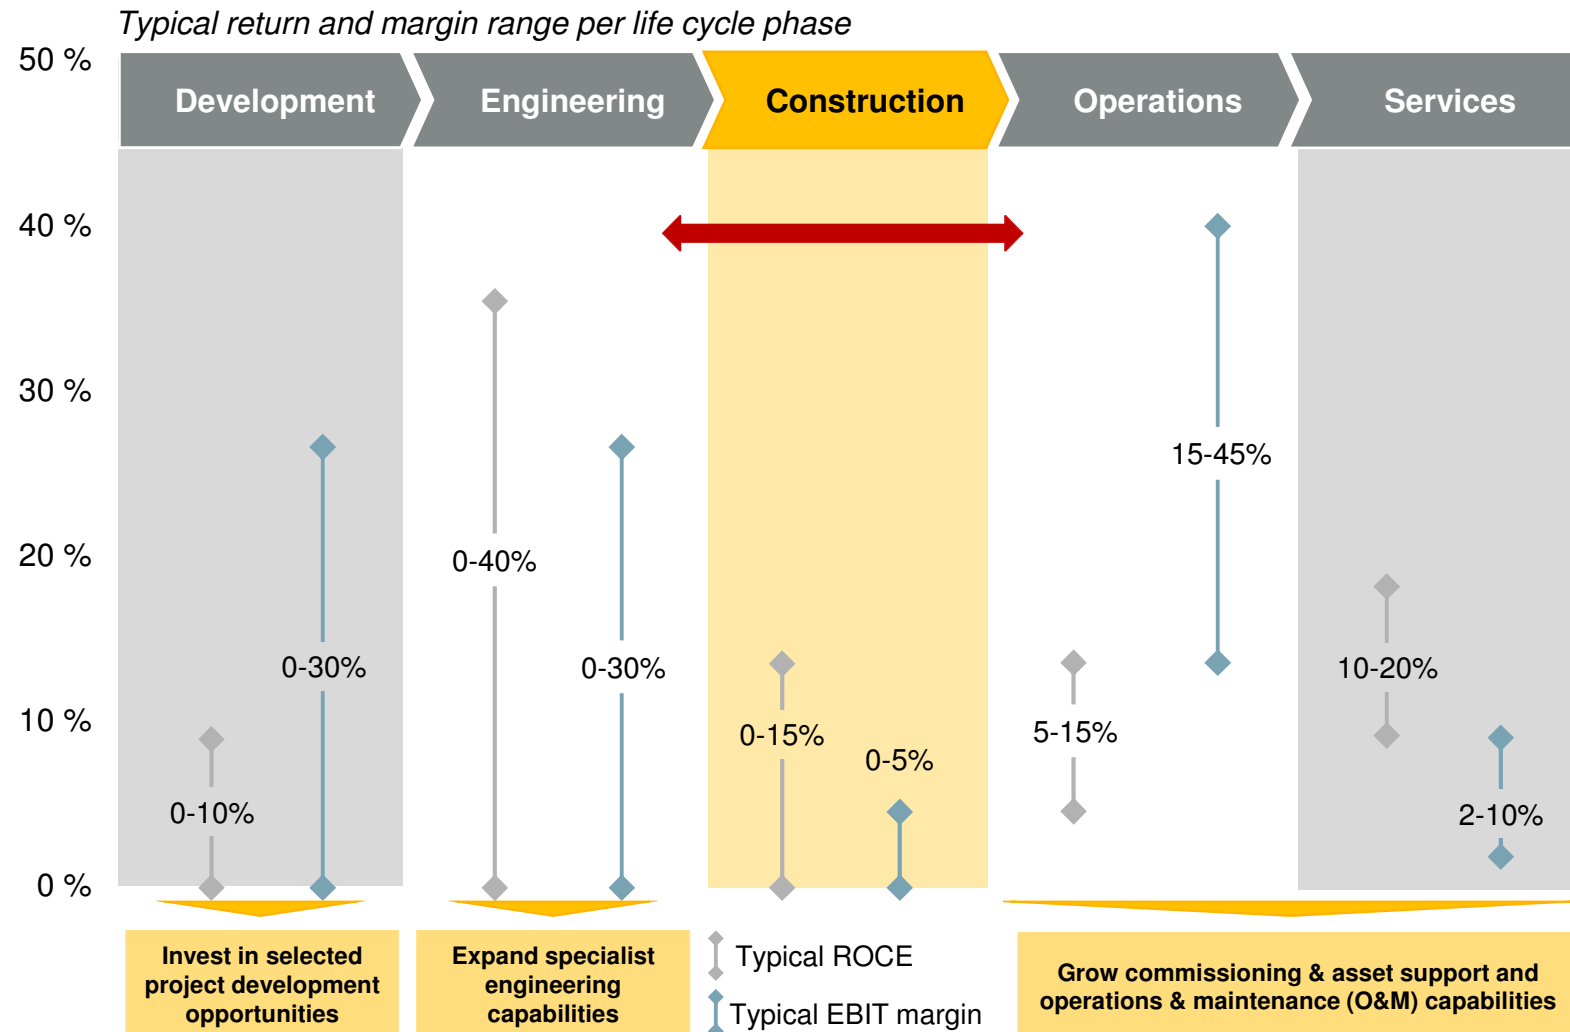 Typical return and margin range per life cycle phase
50 %
Development
Engineering
Construction
Operations
Services
40 %
30 %
20 %
10 %
0 %
0-10%
0-30%
0-40%
0-30%
0-15%
0-5%
5-15%
15-45%
10-20%
2-10%
Invest in selected
project development
opportunities
Expand specialist
engineering
capabilities
Typical ROCE
Typical EBIT margin
Grow commissioning & asset support and
operations & maintenance (O&M) capabilities